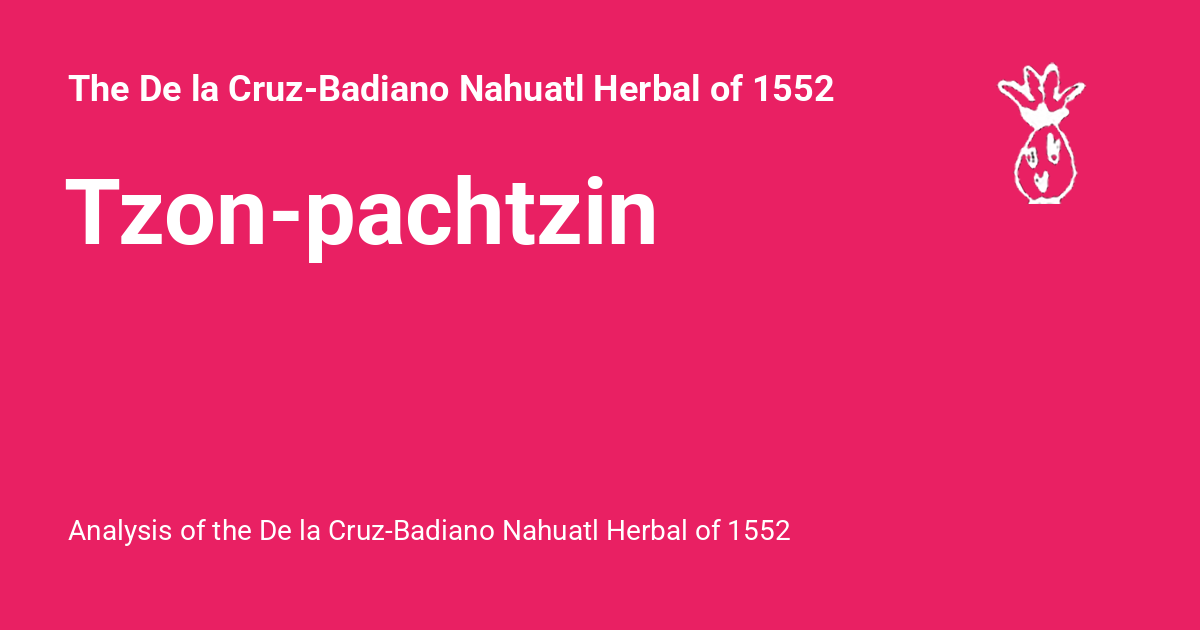 The De la Cruz-Badiano Nahuatl Herbal of 1552
Tzon-pachtzin
Analysis of the De la Cruz-Badiano Nahuatl Herbal of 1552